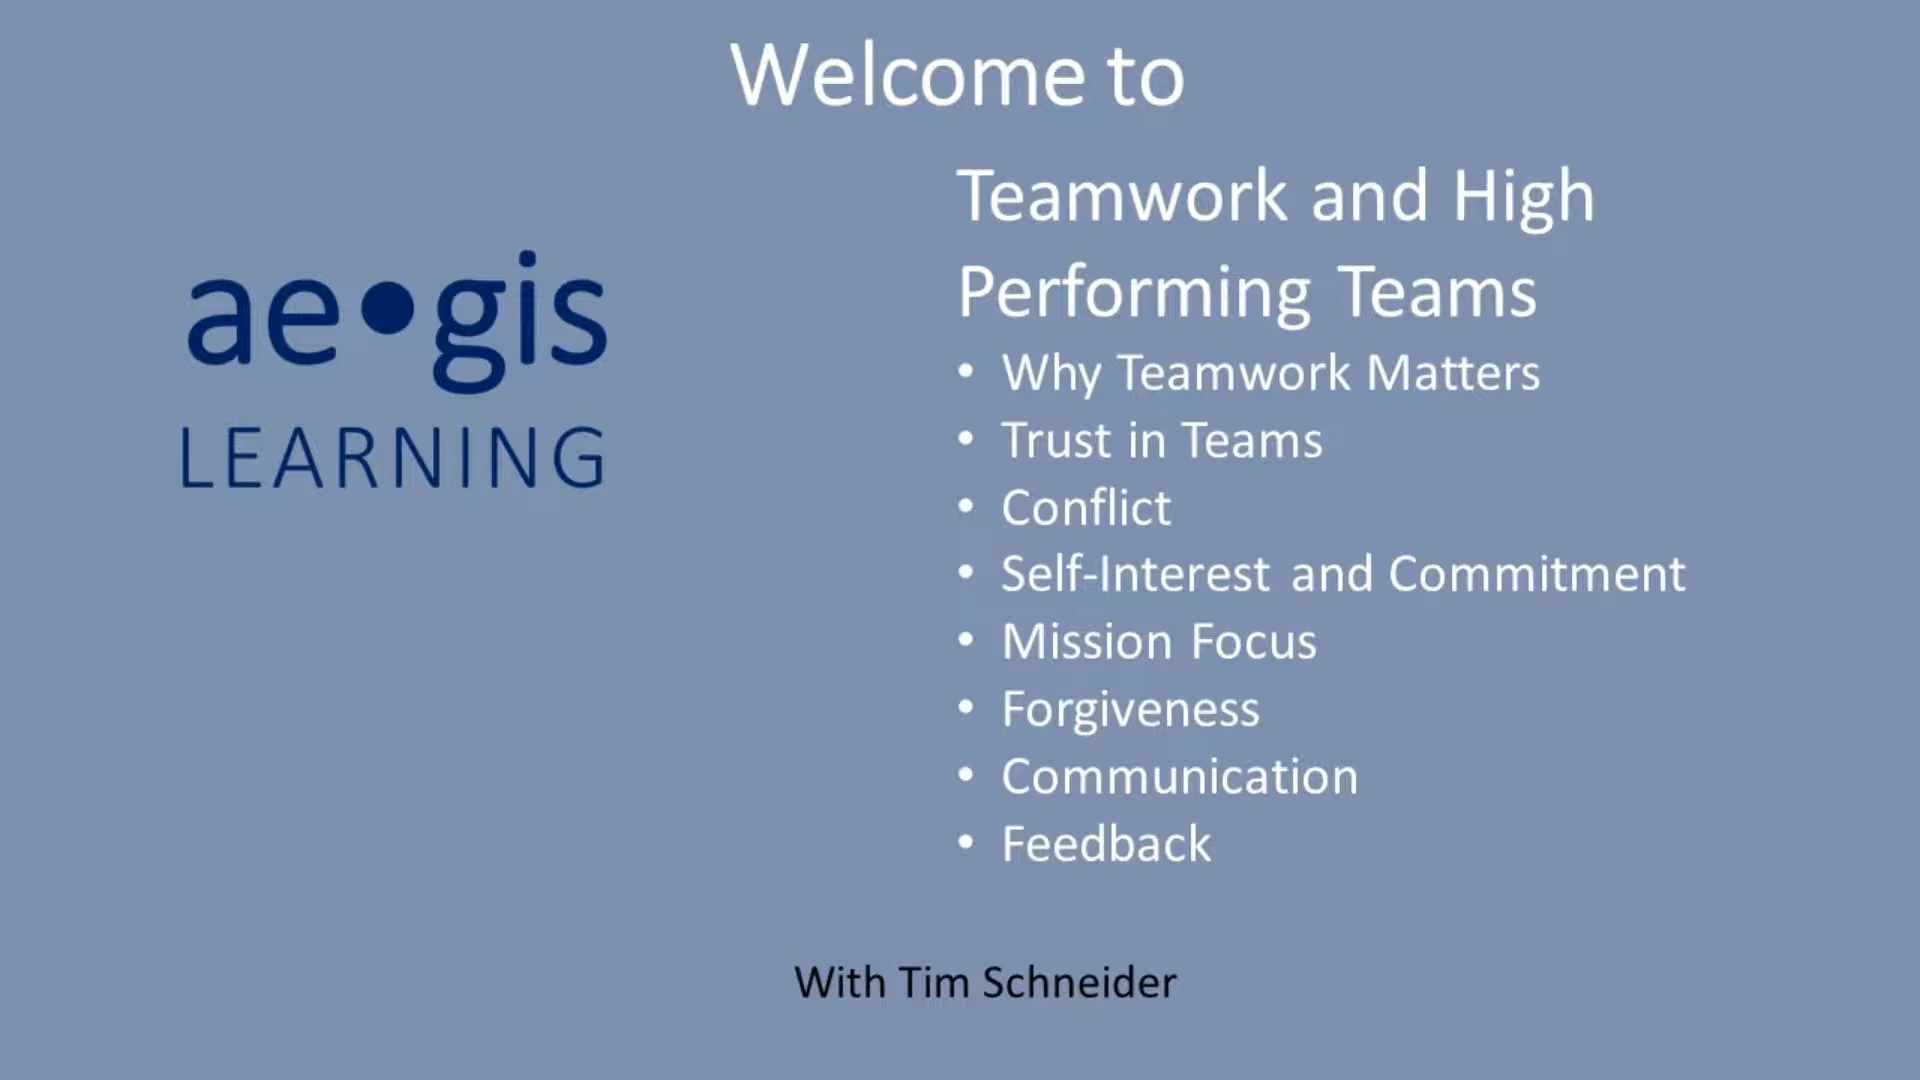 Welcome to
ae•gis
LEARNING
Teamwork and High
Performing Teams
• Why Teamwork Matters
• Trust in Teams
• Conflict
• Self-Interest and Commitment
• Mission Focus
• Forgiveness
• Communication
• Feedback
With Tim Schneider